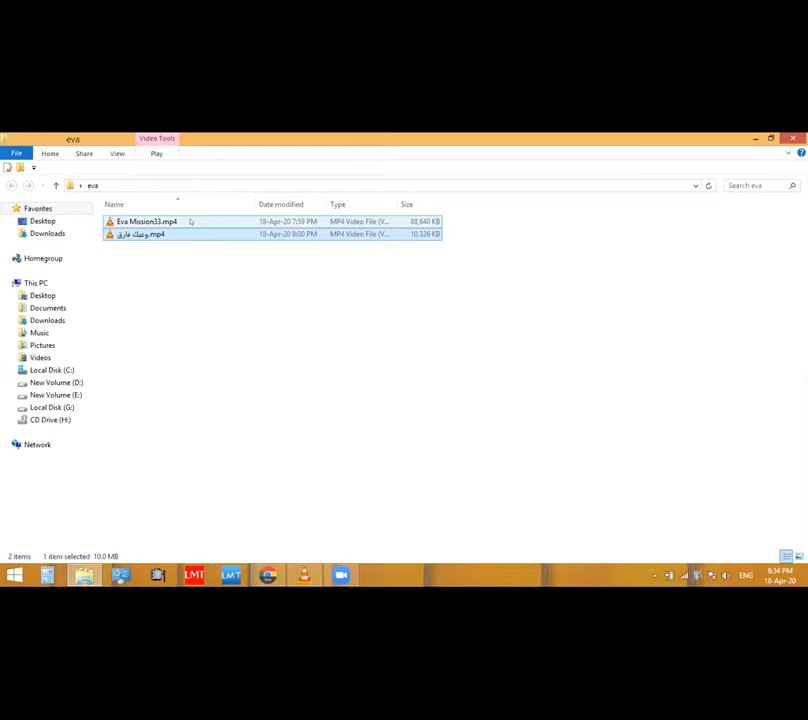 eva
Video Tools
File
Home
Share
View
Play
eva
Search eva
Name
Date modified
Type
Size
Favorites
Desktop
Downloads
Homegroup
This PC
Desktop
Documents
Downloads
Music
Pictures
Videos
Local Disk (C:)
New Volume (D:)
New Volume (E:)
Local Disk (G:)
CD Drive (H:)
Network
Eva Mission33.mp4
18-Apr-20 7:59 PM
MP4 Video File (V...
88,640 KB
وعيك فارق.mp4
18-Apr-20 8:00 PM
MP4 Video File (V...
10,326 KB
2 items
1 item selected 10.0 MB
LMT
LMT
ENG
8:34 PM
18-Apr-20